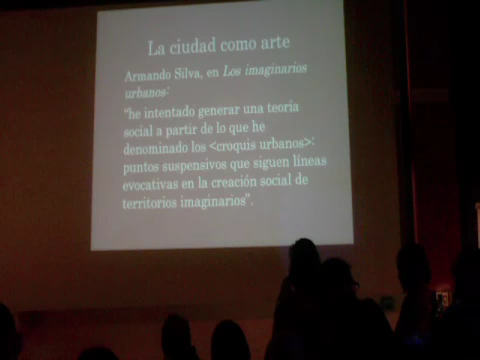 La ciudad como arte
Armando Silva, en Los imaginarios
urbanos:
“he intentado generar una teoría
social a partir de lo que he
denominado los <croquis urbanos>:
puntos suspensivos que siguen líneas
evocativas en la creación social de
territorios imaginarios”.